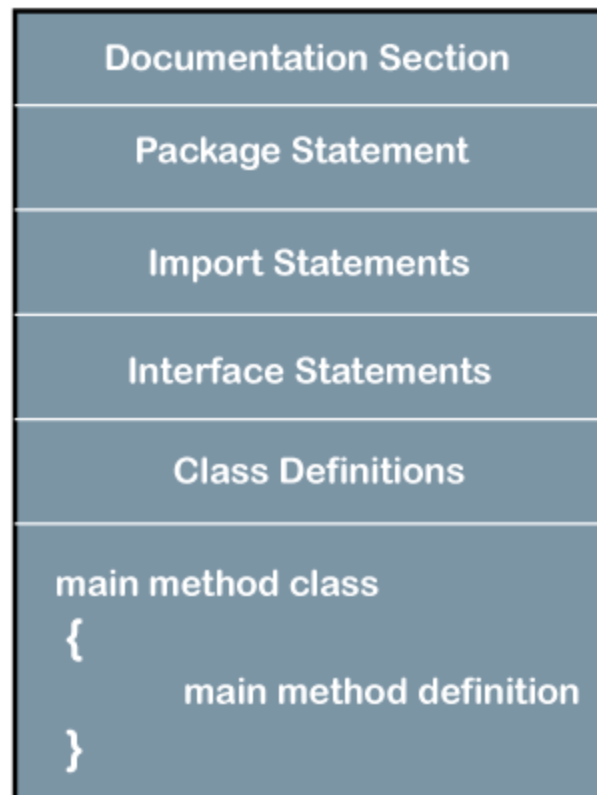 Documentation Section
Package Statement
Import Statements
Interface Statements
Class Definitions
main method class
{
main method definition
}